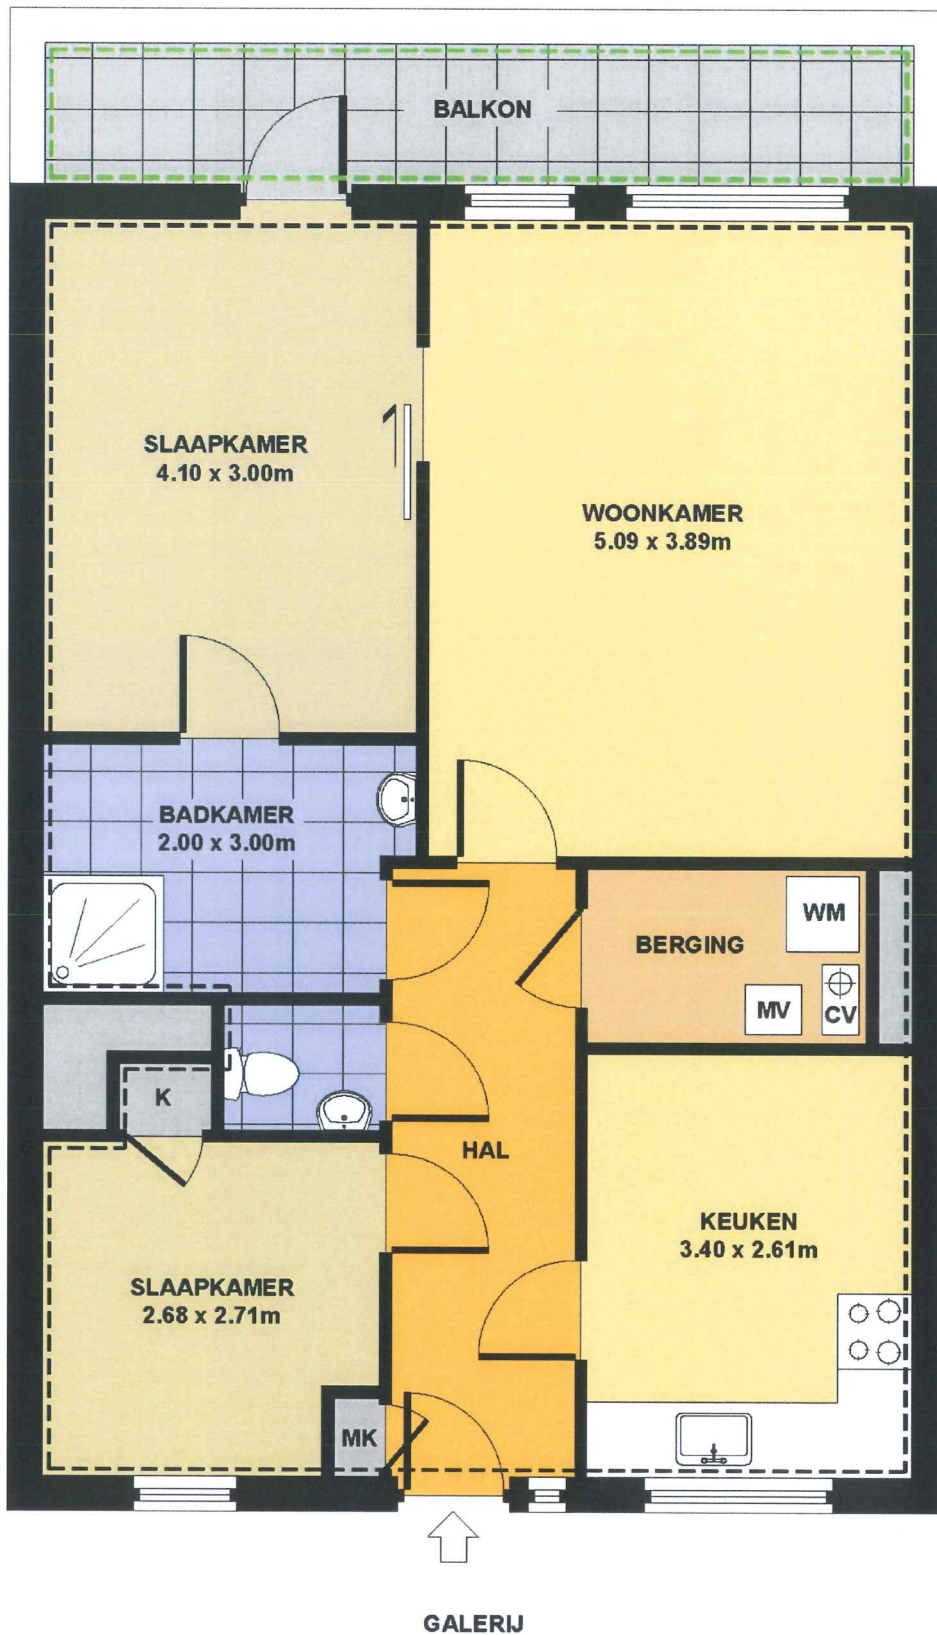 BALKON
SLAAPKAMER
4.10 x 3.00m
WOONKAMER
5.09 x 3.89m
BADKAMER
2.00 x 3.00m
WM
BERGING
MV
CV
K
HAL
KEUKEN
3.40 x 2.61m
SLAAPKAMER
2.68 x 2.71m
MK
GALERIJ